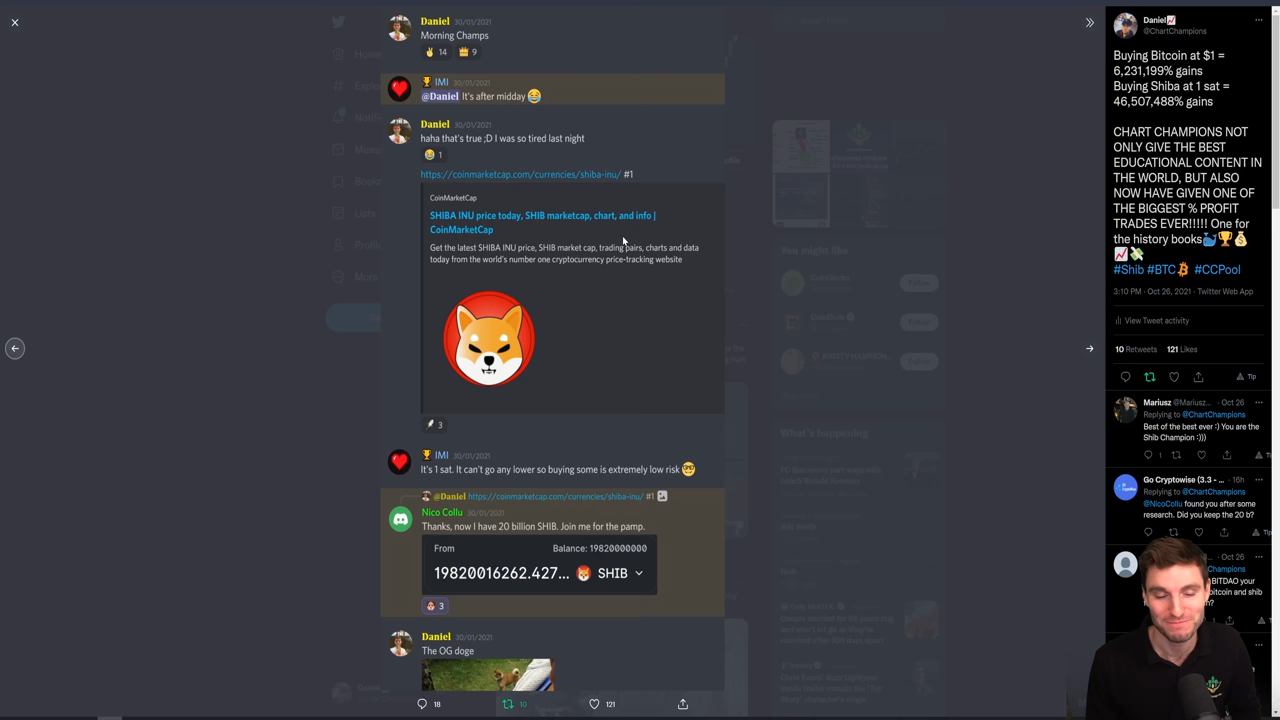 Daniel 30/01/2021
Morning Champs
14 9
IMI 30/01/2021
@Daniel It's after midday 😂
Daniel 30/01/2021
haha that's true ;D I was so tired last night
😂 1
https://coinmarketcap.com/currencies/shiba-inu/ #1
CoinMarketCap
SHIBA INU price today, SHIB marketcap, chart, and info |
CoinMarketCap
Get the latest SHIBA INU price, SHIB market cap, trading pairs, charts and data
today from the world's number one cryptocurrency price-tracking website
3
IMI 30/01/2021
It's 1 sat. It can't go any lower so buying some is extremely low risk
@Daniel https://coinmarketcap.com/currencies/shiba-inu/ #1
Nico Collu 30/01/2021
Thanks, now I have 20 billion SHIB. Join me for the pamp.
From Balance: 19820000000
19820016262.427... SHIB
3
Daniel 30/01/2021
The OG doge
18 10 121
You might like
What's happening
Daniel📈
@ChartChampions
Buying Bitcoin at $1 =
6,231,199% gains
Buying Shiba at 1 sat =
46,507,488% gains
CHART CHAMPIONS NOT
ONLY GIVE THE BEST
EDUCATIONAL CONTENT IN
THE WORLD, BUT ALSO
NOW HAVE GIVEN ONE OF
THE BIGGEST % PROFIT
TRADES EVER!!!!! One for
the history books🐳🏆💰
📈💸
#Shib #BTC #CCPool
3:10 PM · Oct 26, 2021 · Twitter Web App
View Tweet activity
10 Retweets 121 Likes
Tip
Mariusz @Mariusz... · Oct 26
Replying to @ChartChampions
Best of the best ever :) You are the
Shib Champion :)))
1
Go Cryptowise (3.3 - ... · 16h
Replying to @ChartChampions
@NicoCollu found you after some
research. Did you keep the 20 b?
Oct 26
Champions
BITDAO your
bitcoin and shib